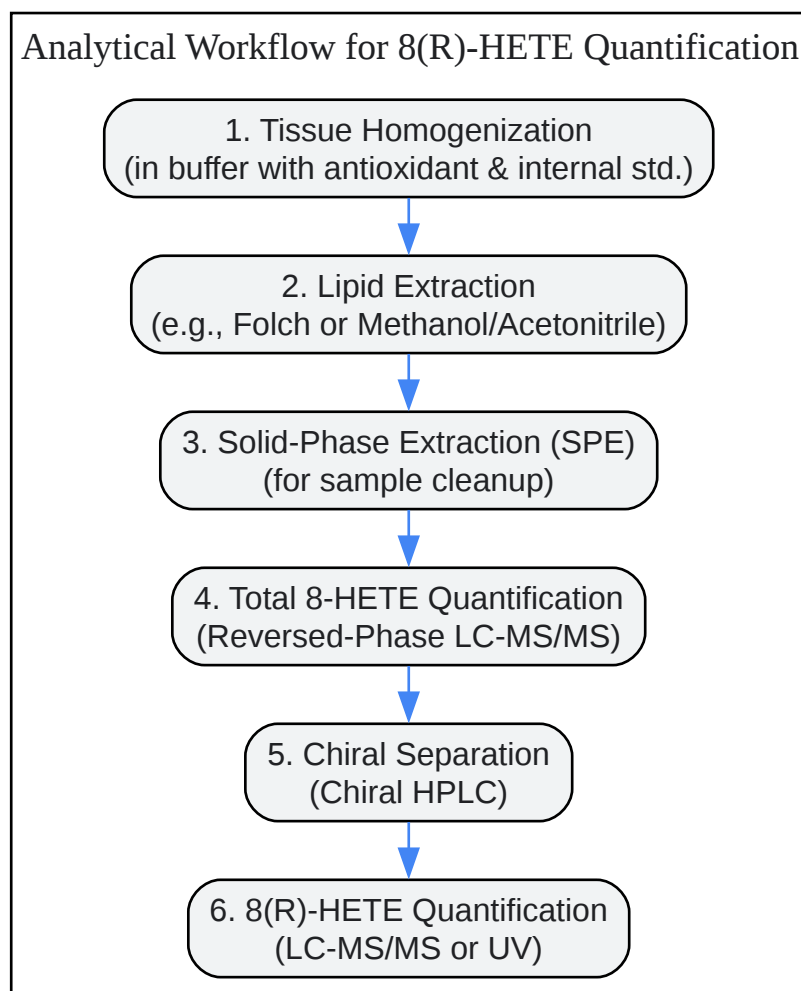 Analytical Workflow for 8(R)-HETE Quantification
1. Tissue Homogenization
(in buffer with antioxidant & internal std.)
2. Lipid Extraction
(e.g., Folch or Methanol/Acetonitrile)
3. Solid-Phase Extraction (SPE)
(for sample cleanup)
4. Total 8-HETE Quantification
(Reversed-Phase LC-MS/MS)
5. Chiral Separation
(Chiral HPLC)
6. 8(R)-HETE Quantification
(LC-MS/MS or UV)